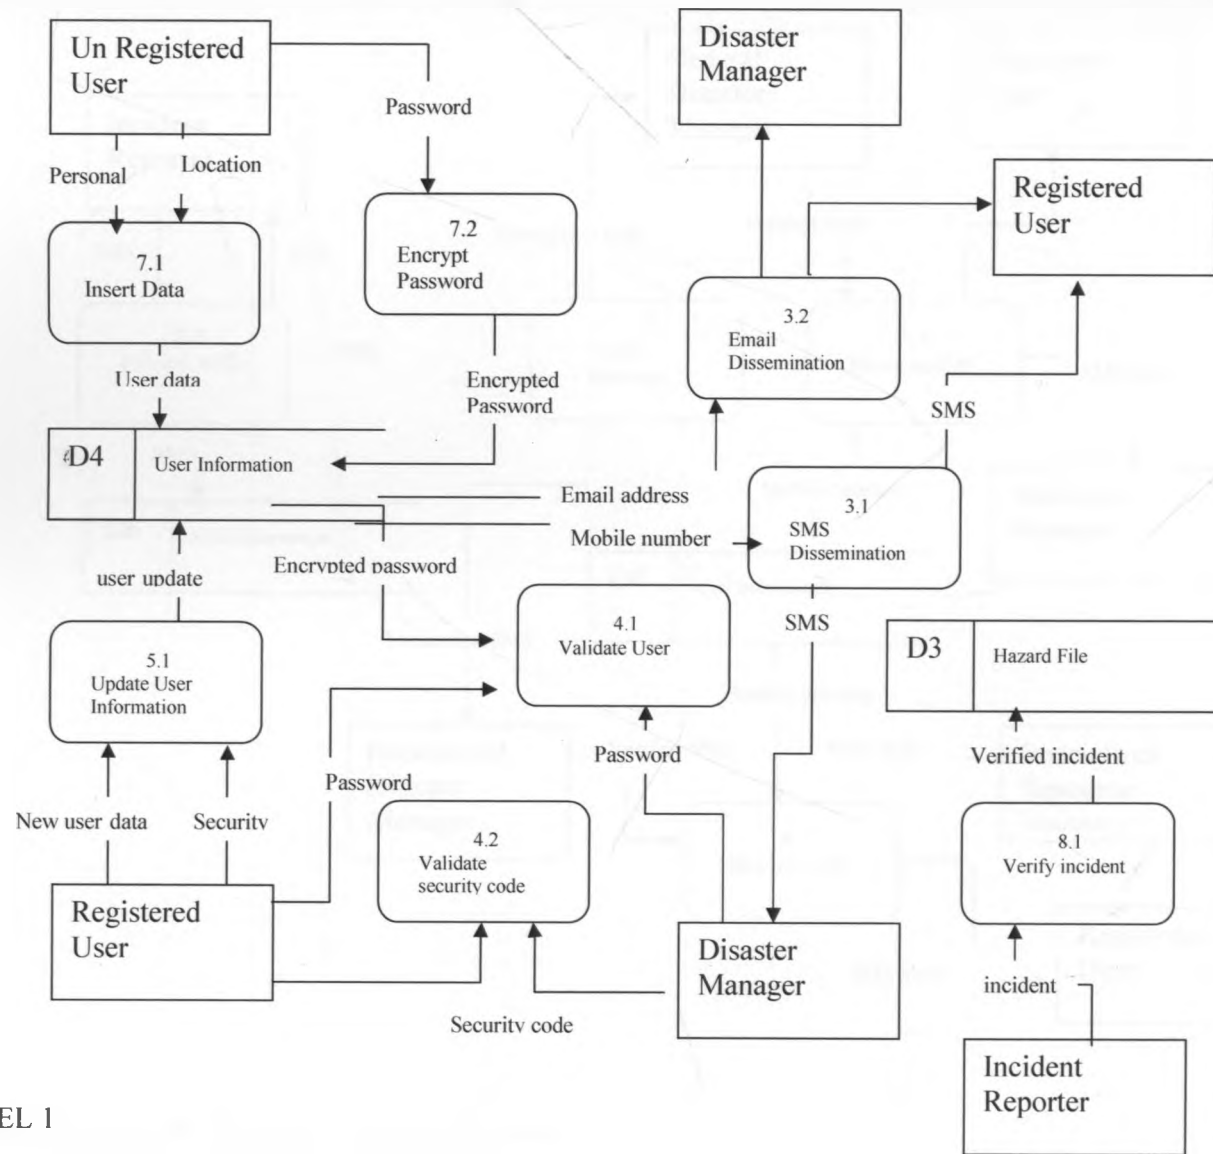 Un Registered
User
Disaster
Manager
Password
Location
Personal
Registered
User
7.2
Encrypt
Password
7.1
Insert Data
3.2
Email
Dissemination
User data
Encrypted
Password
SMS
D4
User Information
Email address
3.1
SMS
Dissemination
Mobile number
Encrypted password
user update
4.1
Validate User
SMS
D3
Hazard File
5.1
Update User
Information
Password
Verified incident
Password
New user data
Security
4.2
Validate
security code
8.1
Verify incident
Registered
User
Disaster
Manager
incident
Security code
Incident
Reporter
EL 1